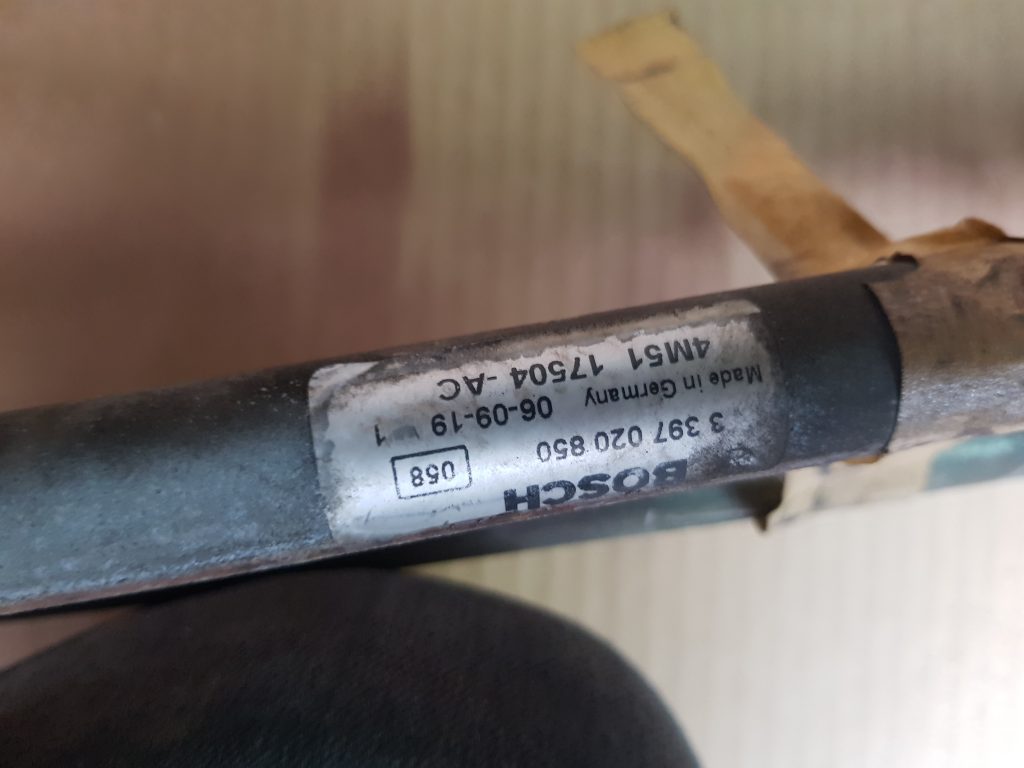 BOSCH
3 397 020 850
058
Made in Germany
06-09-19
4M51 17504 -AC